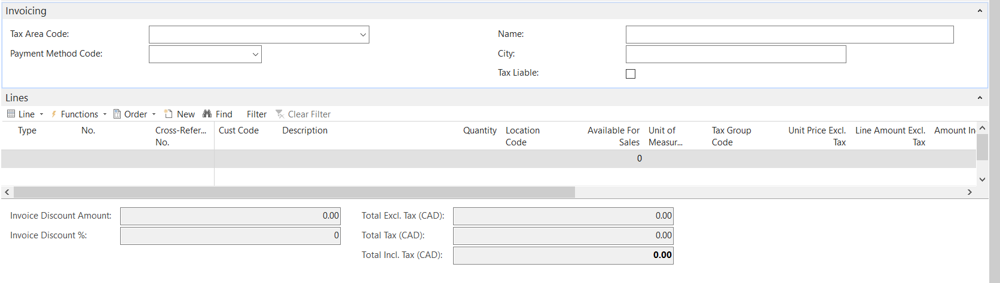 Invoicing
Tax Area Code:
Name:
Payment Method Code:
City:
Tax Liable:
Lines
Line Functions Order New Find Filter Clear Filter
Type No. Cross-Refer... No. Cust Code Description Quantity Location Code Available For Sales Unit of Measur... Tax Group Code Unit Price Excl. Tax Line Amount Excl. Tax Amount In
0
Invoice Discount Amount: 0.00
Total Excl. Tax (CAD): 0.00
Invoice Discount %: 0
Total Tax (CAD): 0.00
Total Incl. Tax (CAD): 0.00